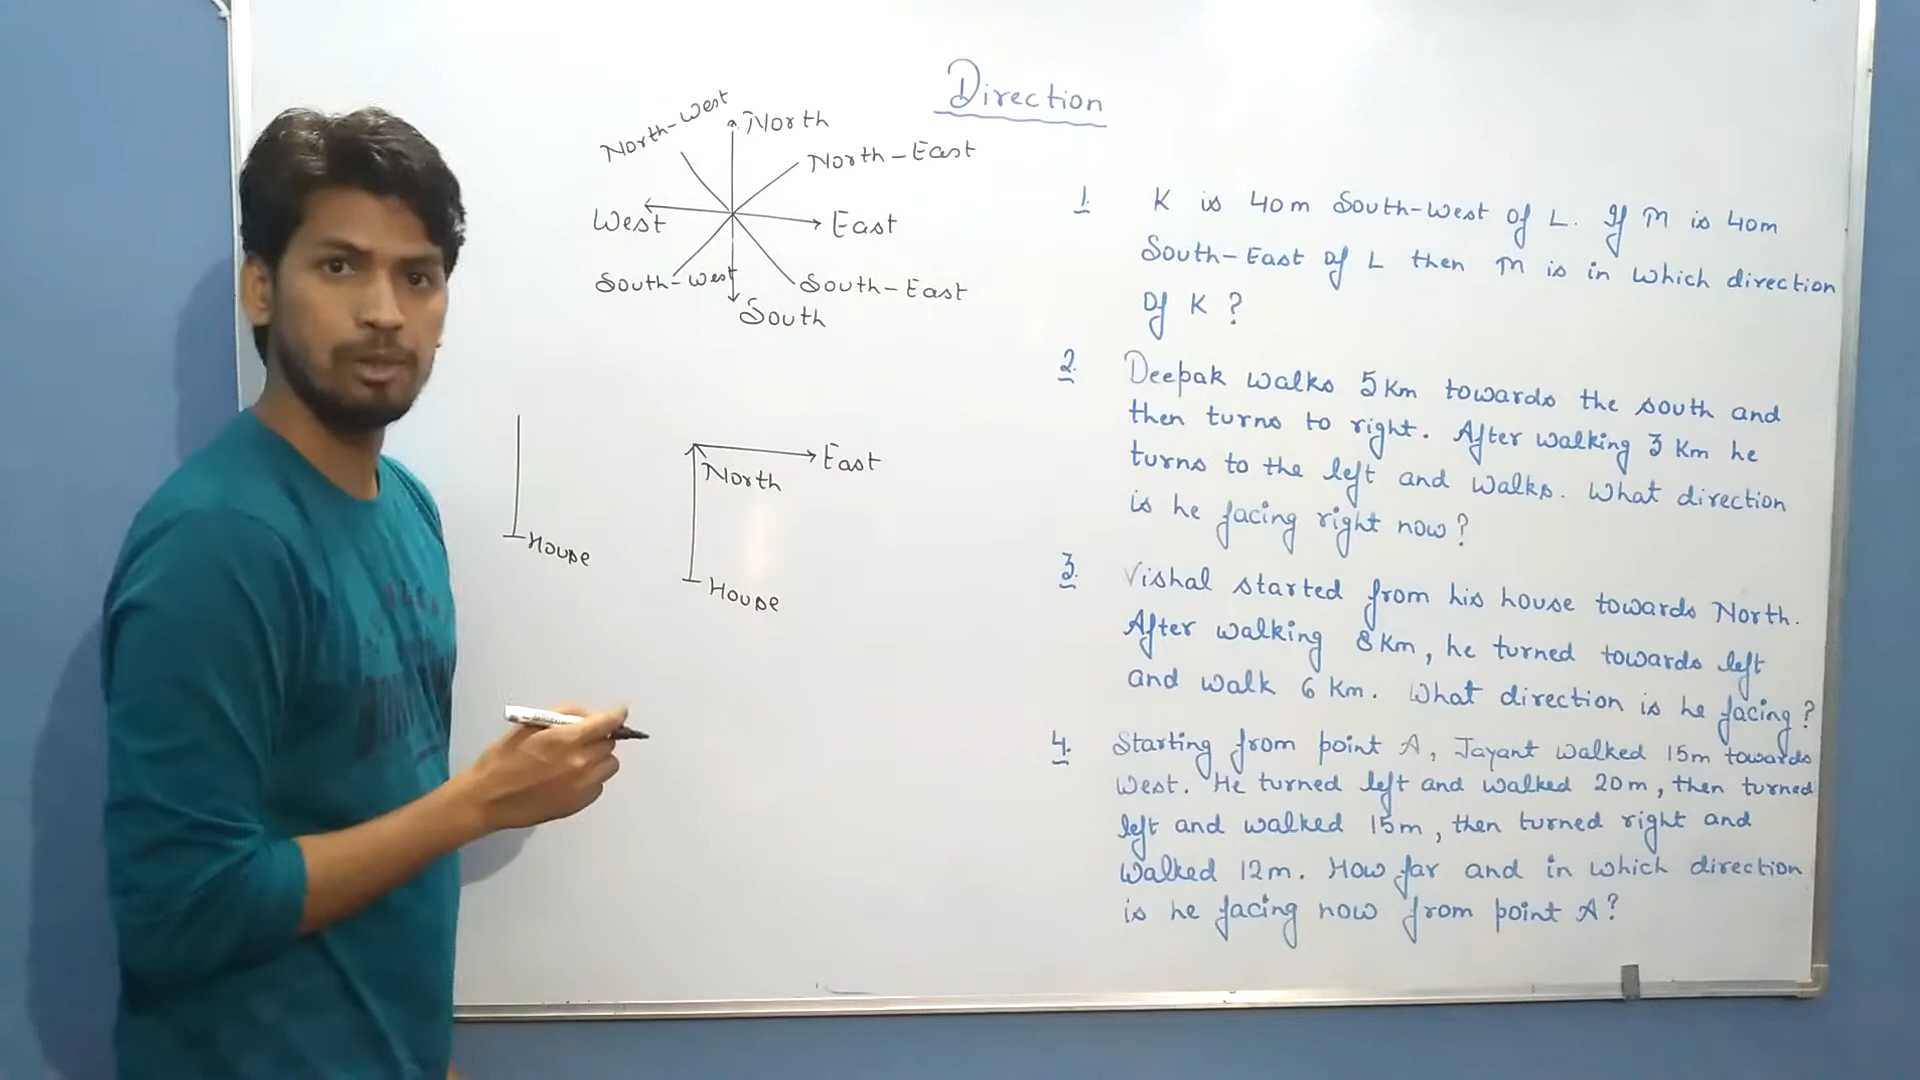 Direction
North-West
North
North-East
West
East
South-West
South-East
South
House
North
East
House
1. K is 40m South-West of L. If M is 40m
South-East of L then M is in which direction
of K ?
2. Deepak walks 5 Km towards the south and
then turns to right. After walking 3 Km he
turns to the left and walks. What direction
is he facing right now?
3. Vishal started from his house towards North.
After walking 8 Km, he turned towards left
and walk 6 Km. What direction is he facing?
4. Starting from point A, Jayant walked 15m towards
West. He turned left and walked 20m, then turned
left and walked 15m, then turned right and
walked 12m. How far and in which direction
is he facing now from point A?